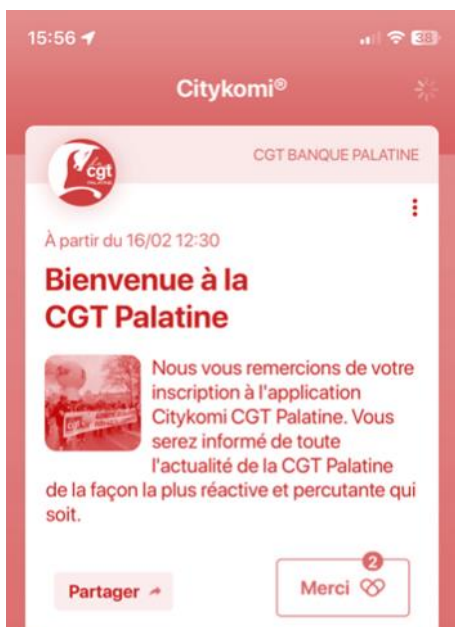 15:56
38
Citykomi®
cgt
PALATINE
CGT BANQUE PALATINE
À partir du 16/02 12:30
Bienvenue à la
CGT Palatine
Nous vous remercions de votre
inscription à l'application
Citykomi CGT Palatine. Vous
serez informé de toute
l'actualité de la CGT Palatine
de la façon la plus réactive et percutante qui
soit.
2
Partager
Merci